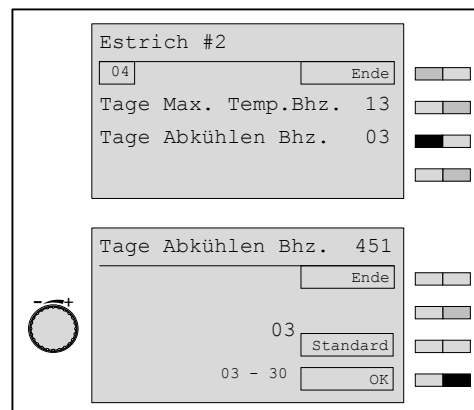 Estrich #2
04 Ende
Tage Max. Temp.Bhz. 13
Tage Abkühlen Bhz. 03
Tage Abkühlen Bhz. 451
Ende
- +
03
Standard
03 - 30 OK